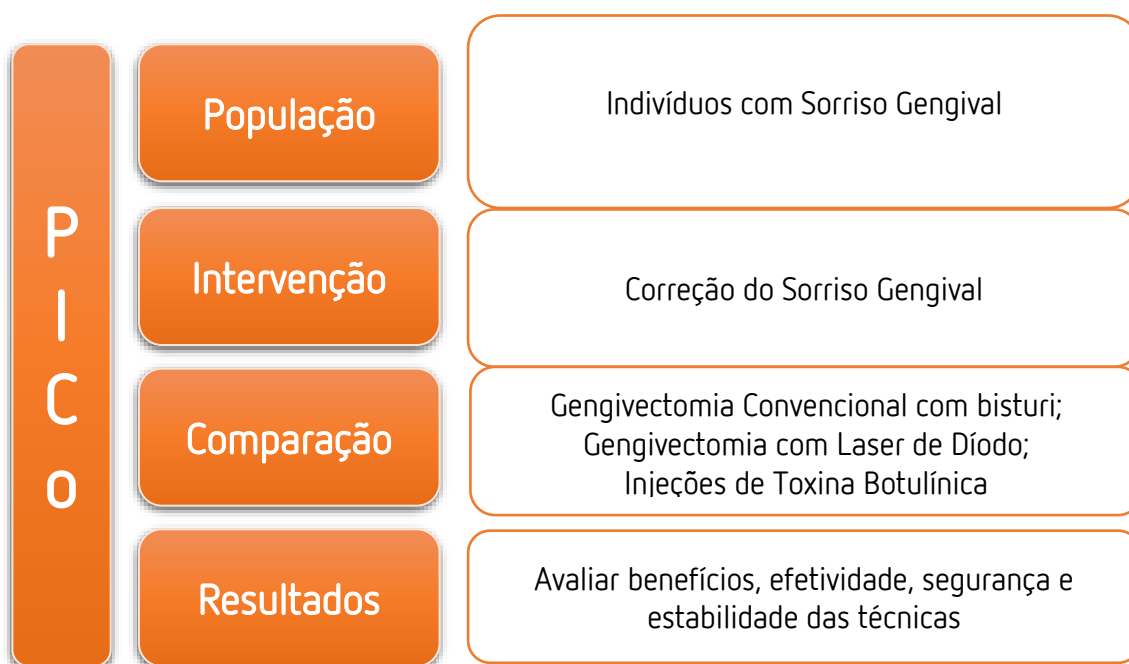 P
I
C
O
População
Indivíduos com Sorriso Gengival
Intervenção
Correção do Sorriso Gengival
Comparação
Gengivectomia Convencional com bisturi;
Gengivectomia com Laser de Díodo;
Injeções de Toxina Botulínica
Resultados
Avaliar benefícios, efetividade, segurança e
estabilidade das técnicas